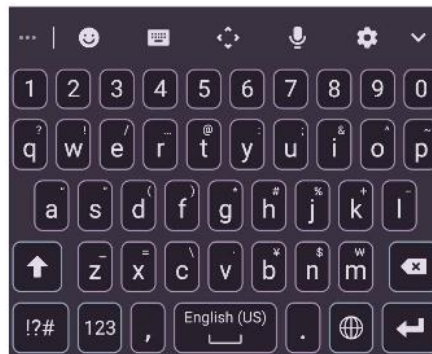 1 2 3 4 5 6 7 8 9 0
q w e r t y u i o p
a s d f g h j k l
z x c v b n m
!?# 123 , English (US) .